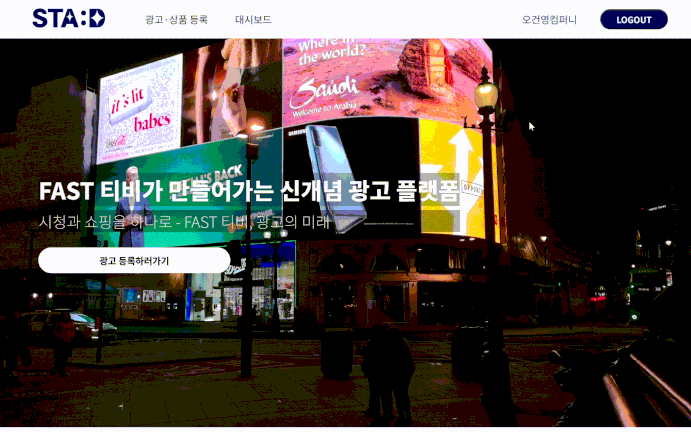 STA:D
광고·상품 등록
대시보드
오건영컴퍼니
LOGOUT
it's lit
babes
Where in
the world?
Saudi
Welcome to Arabia
SAMSUNG
BACK
FAST 티비가 만들어가는 신개념 광고 플랫폼
시청과 쇼핑을 하나로 - FAST 티비, 광고의 미래
광고 등록하러가기